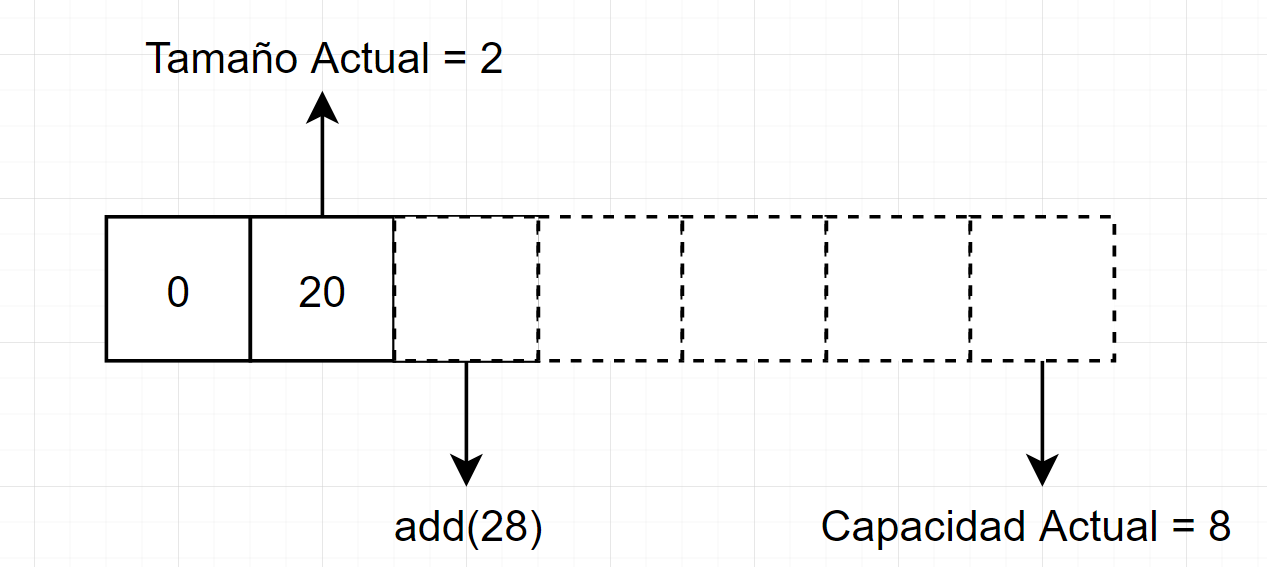 Tamaño Actual = 2
0
20
add(28)
Capacidad Actual = 8